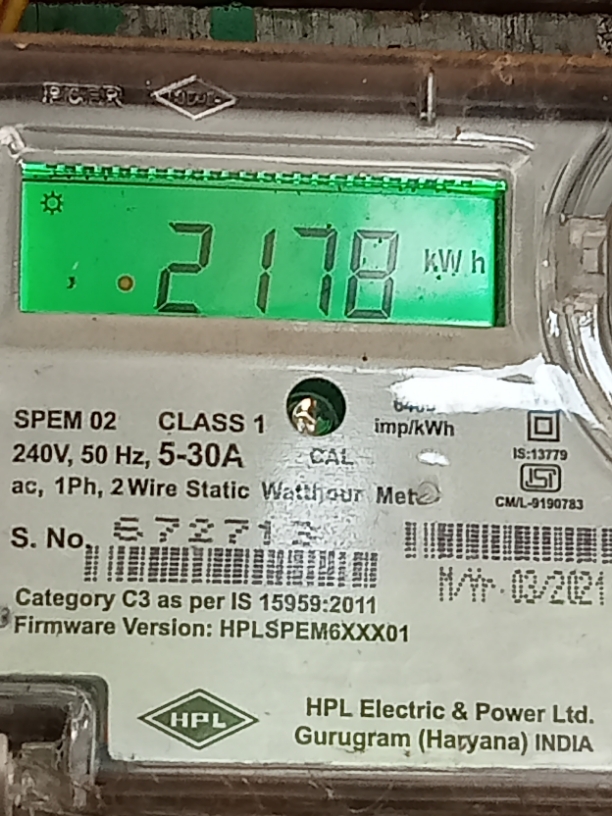 2178 kWh
SPEM 02 CLASS 1
imp/kWh
240V, 50 Hz, 5-30A
CAL
IS:13779
ac, 1Ph, 2 Wire Static Watthour Meter
ISI
CM/L-9190783
S. No.
M/Yr. 03/2021
Category C3 as per IS 15959:2011
Firmware Version: HPLSPEM6XXX01
HPL
HPL Electric & Power Ltd.
Gurugram (Haryana) INDIA